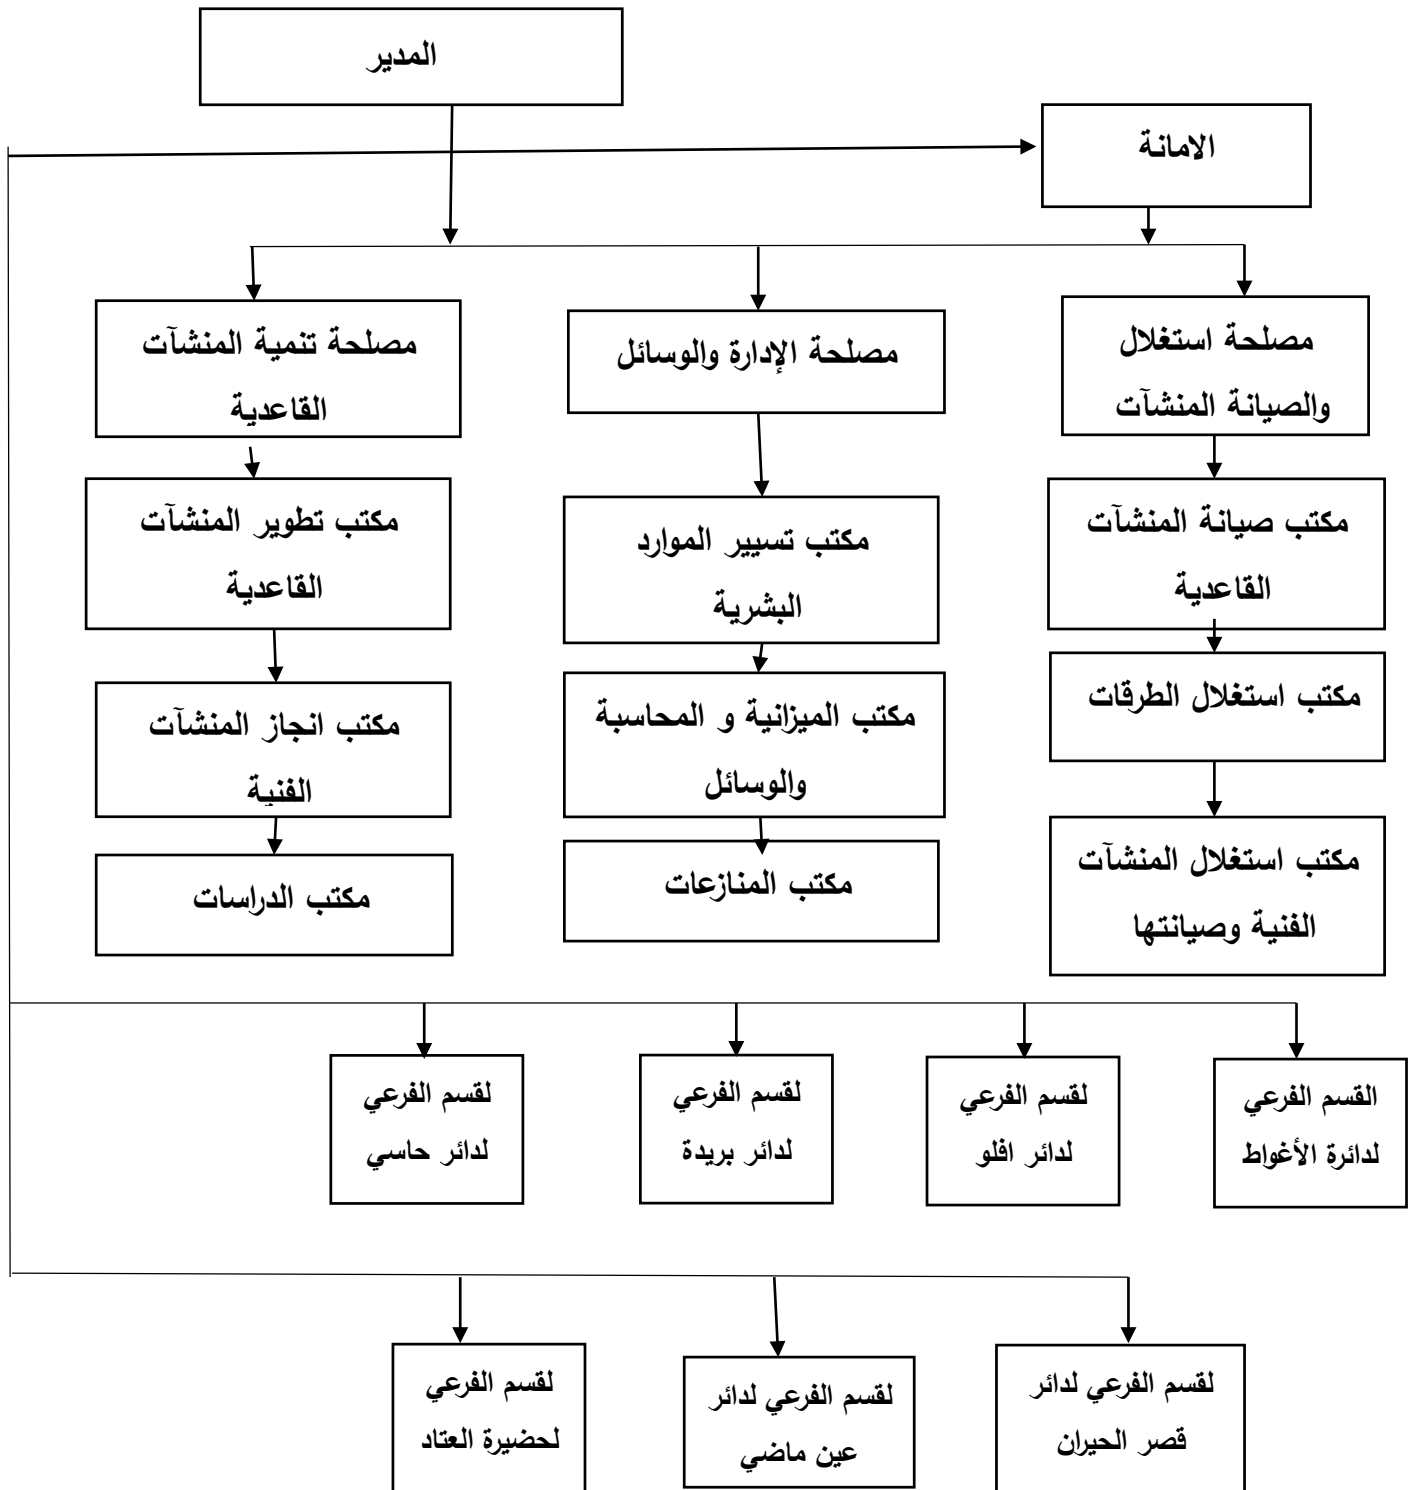 المدير
الامانة
مصلحة استغلال
والصيانة المنشآت
مصلحة الإدارة والوسائل
مصلحة تنمية المنشآت
القاعدية
مكتب صيانة المنشآت
القاعدية
مكتب تسيير الموارد
البشرية
مكتب تطوير المنشآت
القاعدية
مكتب استغلال الطرقات
مكتب الميزانية و المحاسبة
والوسائل
مكتب انجاز المنشآت
الفنية
مكتب استغلال المنشآت
الفنية وصيانتها
مكتب المنازعات
مكتب الدراسات
القسم الفرعي
لدائرة الأغواط
لقسم الفرعي
لدائر افلو
لقسم الفرعي
لدائر بريدة
لقسم الفرعي
لدائر حاسي
لقسم الفرعي لدائر
قصر الحيران
لقسم الفرعي لدائر
عين ماضي
لقسم الفرعي
لحضيرة العتاد